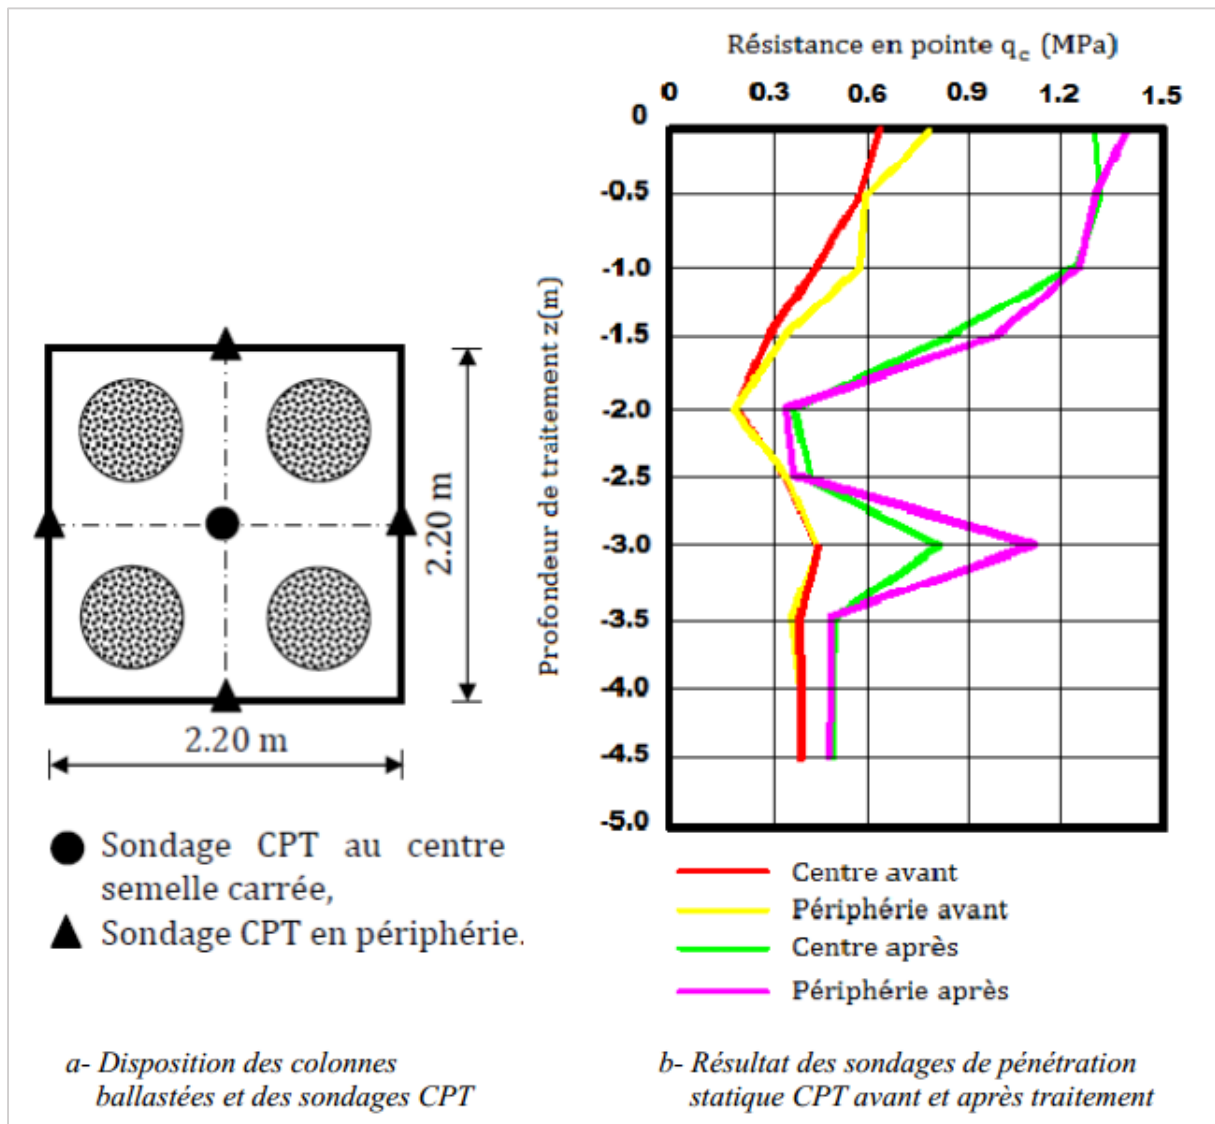 Résistance en pointe qc (MPa)
0 0.3 0.6 0.9 1.2 1.5
0
-0.5
-1.0
-1.5
-2.0
-2.5
-3.0
-3.5
-4.0
-4.5
-5.0
Profondeur de traitement z(m)
2.20 m
2.20 m
Sondage CPT au centre
semelle carrée,
Sondage CPT en périphérie.
Centre avant
Périphérie avant
Centre après
Périphérie après
a- Disposition des colonnes
ballastées et des sondages CPT
b- Résultat des sondages de pénétration
statique CPT avant et après traitement